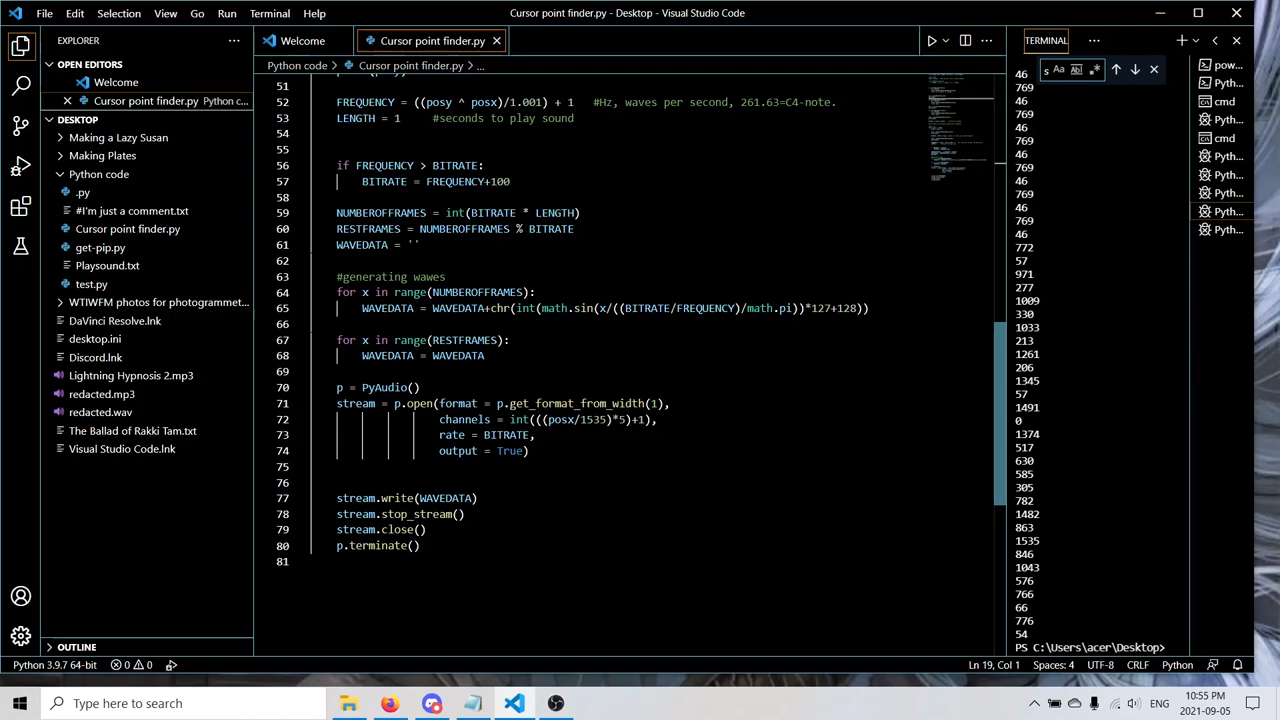 File Edit Selection View Go Run Terminal Help
Cursor point finder.py - Desktop - Visual Studio Code
EXPLORER
OPEN EDITORS
Welcome
Cursor point finder.py Python c...
DESKTOP
Making Plates
Python code
.py
#I'm just a comment.txt
Cursor point finder.py
get-pip.py
Playsound.txt
test.py
WTIWFM photos for photogrammet...
DaVinci Resolve.lnk
desktop.ini
Discord.lnk
Lightning Hypnosis 2.mp3
redacted.mp3
redacted.wav
The Ballad of Rakki Tam.txt
Visual Studio Code.lnk
OUTLINE
Welcome
Cursor point finder.py
Python code > Cursor point finder.py > ...
51
52 FREQUENCY = ((posy ^ posx)/1.001) + 1 #Hz, waves per second, 261.63=C4-note.
53 LENGTH = 1 #seconds to play sound
54
55
56 if FREQUENCY > BITRATE:
57 BITRATE = FREQUENCY+100
58
59 NUMBEROFFRAMES = int(BITRATE * LENGTH)
60 RESTFRAMES = NUMBEROFFRAMES % BITRATE
61 WAVEDATA = ''
62
63 #generating wawes
64 for x in range(NUMBEROFFRAMES):
65 WAVEDATA = WAVEDATA+chr(int(math.sin(x/((BITRATE/FREQUENCY)/math.pi))*127+128))
66
67 for x in range(RESTFRAMES):
68 WAVEDATA = WAVEDATA
69
70 p = PyAudio()
71 stream = p.open(format = p.get_format_from_width(1),
72 channels = int(((posx/1535)*5)+1),
73 rate = BITRATE,
74 output = True)
75
76
77 stream.write(WAVEDATA)
78 stream.stop_stream()
79 stream.close()
80 p.terminate()
81
TERMINAL
46
769
46
769
46
769
46
769
46
769
46
772
57
971
277
1009
330
1033
213
1261
206
1345
57
1491
0
1374
517
630
585
305
782
1482
863
1535
846
1043
576
766
66
776
54
PS C:\Users\acer\Desktop>
pow...
Pyth...
cmd
Pyth...
cmd
Pyth...
Pyth...
Pyth...
Pyth...
Pyth...
Python 3.9.7 64-bit 0 0
Ln 19, Col 1 Spaces: 4 UTF-8 CRLF Python
Type here to search
ENG
10:55 PM
2021-09-05